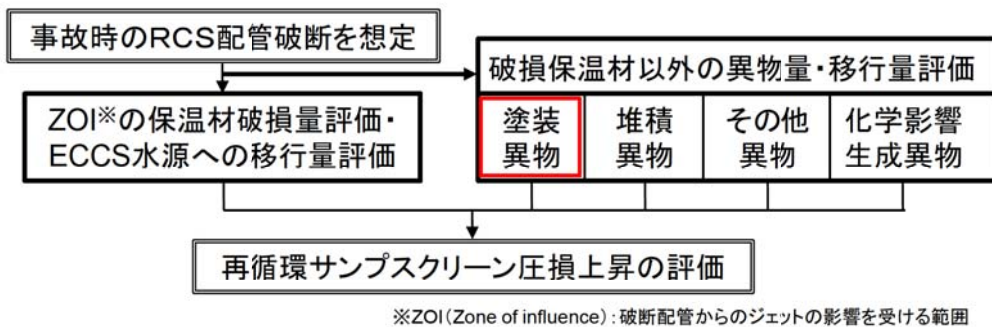 事故時のRCS配管破断を想定
破損保温材以外の異物量・移行量評価
ZOI※の保温材破損量評価・
ECCS水源への移行量評価
塗装
異物
堆積
異物
その他
異物
化学影響
生成異物
再循環サンプスクリーン圧損上昇の評価
※ZOI(Zone of influence):破断配管からのジェットの影響を受ける範囲